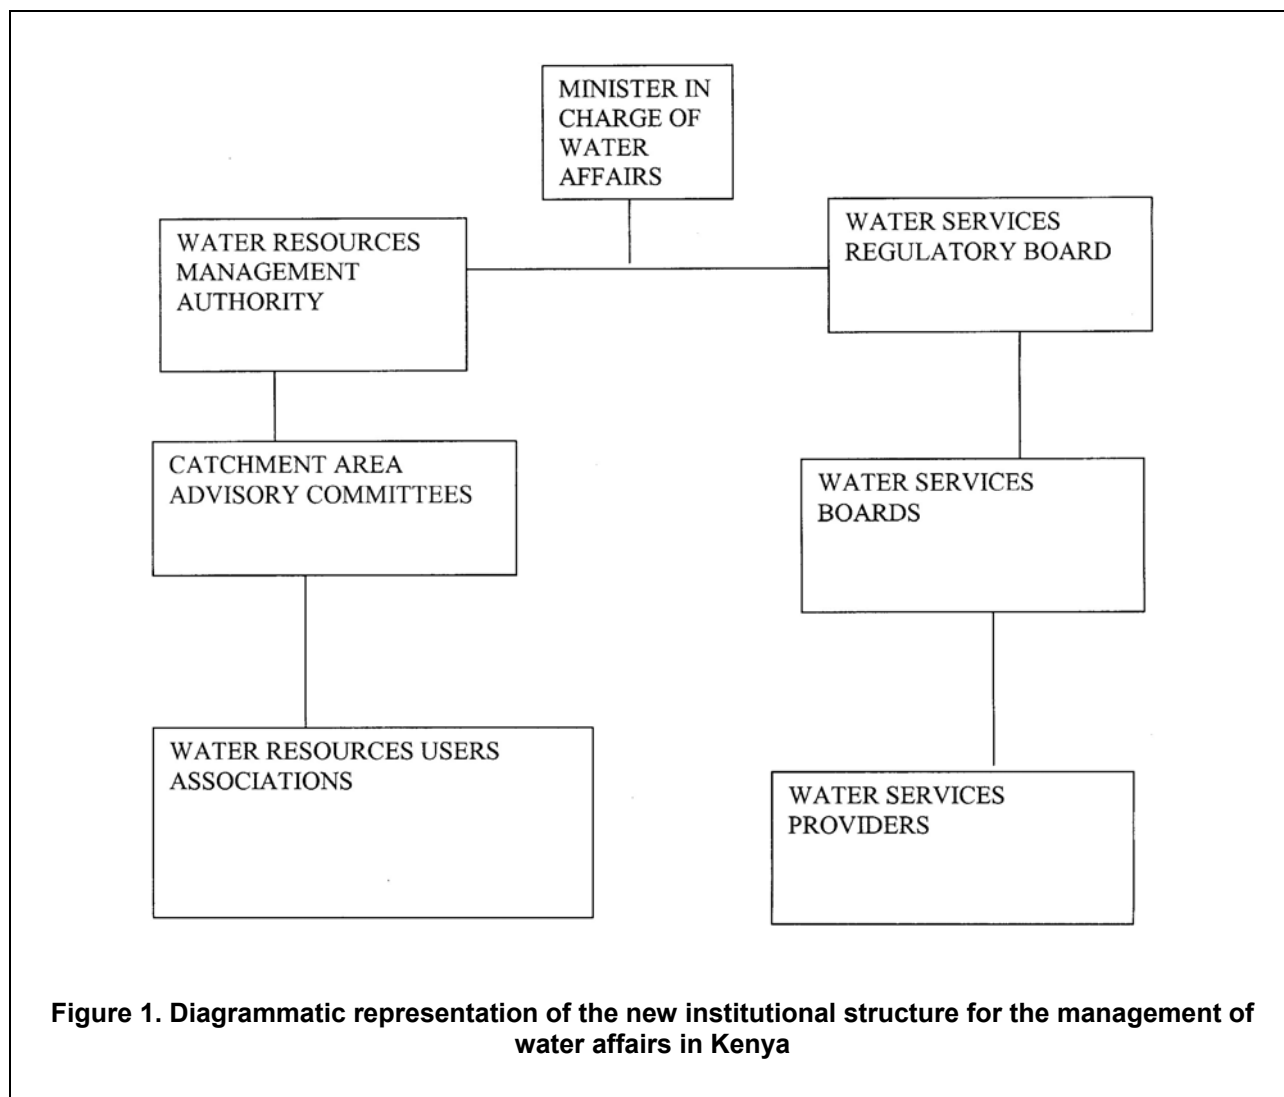 MINISTER IN
CHARGE OF
WATER
AFFAIRS
WATER RESOURCES
MANAGEMENT
AUTHORITY
WATER SERVICES
REGULATORY BOARD
CATCHMENT AREA
ADVISORY COMMITTEES
WATER SERVICES
BOARDS
WATER RESOURCES USERS
ASSOCIATIONS
WATER SERVICES
PROVIDERS
Figure 1. Diagrammatic representation of the new institutional structure for the management of
water affairs in Kenya